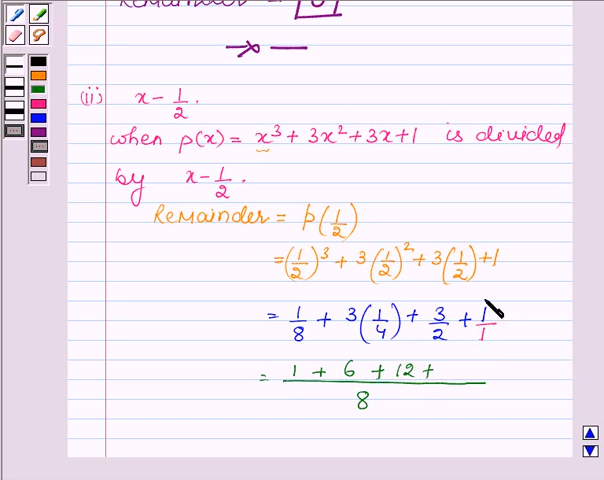 Remainder = 0
(ii) x - 1/2.
when p(x) = x³ + 3x² + 3x + 1 is divided
by x - 1/2.
Remainder = p(1/2)
= (1/2)³ + 3(1/2)² + 3(1/2) + 1
= 1/8 + 3(1/4) + 3/2 + 1/1
= 1 + 6 + 12 + / 8